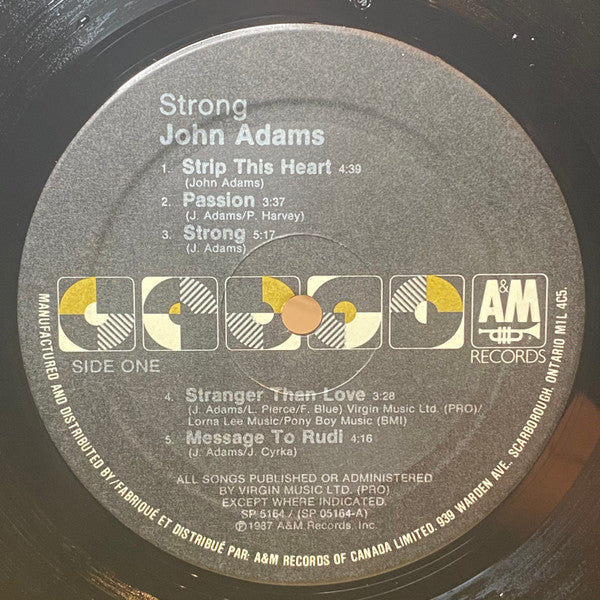 Strong
John Adams
1. Strip This Heart 4:39
(John Adams)
2. Passion 3:37
(J. Adams/P. Harvey)
3. Strong 5:17
(J. Adams)
A&M
RECORDS
SIDE ONE
4. Stranger Than Love 3:28
(J. Adams/L. Pierce/F. Blue) Virgin Music Ltd. (PRO)/
Lorna Lee Music/Pony Boy Music (BMI)
5. Message To Rudi 4:16
(J. Adams/J. Cyrka)
ALL SONGS PUBLISHED OR ADMINISTERED
BY VIRGIN MUSIC LTD. (PRO)
EXCEPT WHERE INDICATED.
SP 5164 / (SP 05164-A)
℗1987 A&M Records, Inc.
MANUFACTURED AND DISTRIBUTED BY/FABRIQUÉ ET DISTRIBUÉ PAR: A&M RECORDS OF CANADA LIMITED. 939 WARDEN AVE. SCARBOROUGH, ONTARIO M1L 4C5.